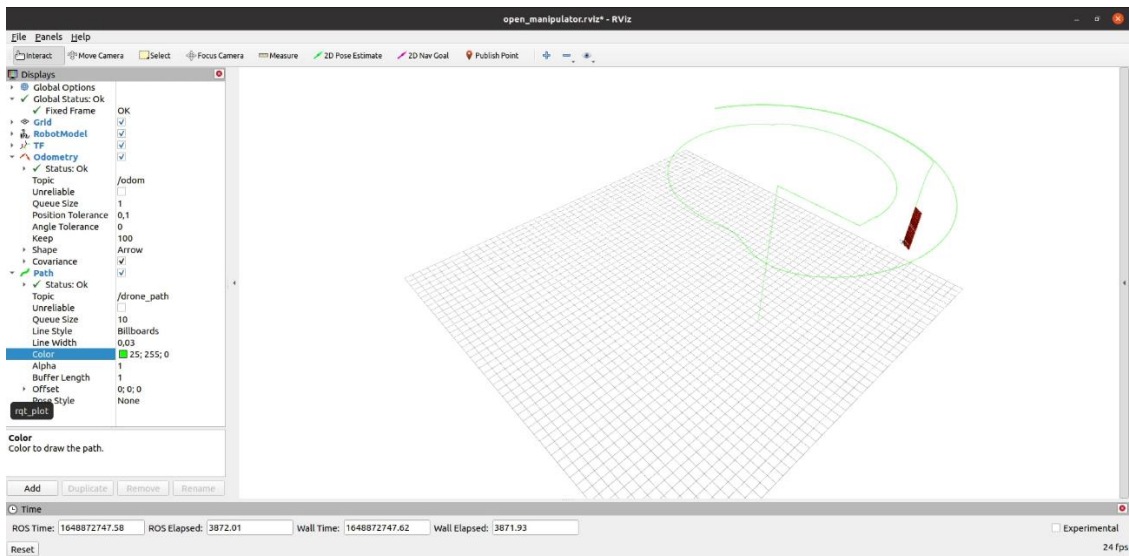 open_manipulator.rviz* - RViz
File Panels Help
Interact Move Camera Select Focus Camera Measure 2D Pose Estimate 2D Nav Goal Publish Point
Displays
Global Options
Global Status: Ok
Fixed Frame OK
Grid
RobotModel
TF
Odometry
Status: Ok
Topic /odom
Unreliable
Queue Size 1
Position Tolerance 0,1
Angle Tolerance 0
Keep 100
Shape Arrow
Covariance
Path
Status: Ok
Topic /drone_path
Unreliable
Queue Size 10
Line Style Billboards
Line Width 0,03
Color 25; 255; 0
Alpha 1
Buffer Length 1
Offset 0; 0; 0
Pose Style None
rqt_plot
Color
Color to draw the path.
Add Duplicate Remove Rename
Time
ROS Time: 1648872747.58 ROS Elapsed: 3872.01 Wall Time: 1648872747.62 Wall Elapsed: 3871.93 Experimental
Reset 24 fps